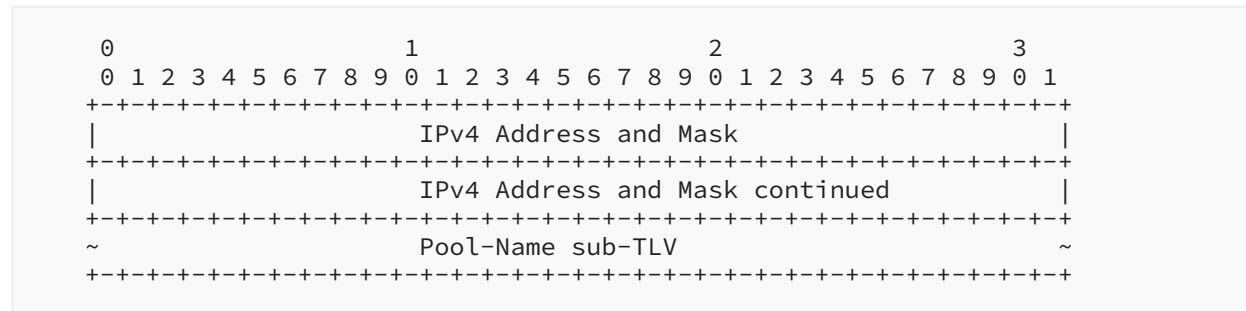 0                   1                   2                   3
 0 1 2 3 4 5 6 7 8 9 0 1 2 3 4 5 6 7 8 9 0 1 2 3 4 5 6 7 8 9 0 1
+-+-+-+-+-+-+-+-+-+-+-+-+-+-+-+-+-+-+-+-+-+-+-+-+-+-+-+-+-+-+-+-+
|                     IPv4 Address and Mask                     |
+-+-+-+-+-+-+-+-+-+-+-+-+-+-+-+-+-+-+-+-+-+-+-+-+-+-+-+-+-+-+-+-+
|                     IPv4 Address and Mask continued           |
+-+-+-+-+-+-+-+-+-+-+-+-+-+-+-+-+-+-+-+-+-+-+-+-+-+-+-+-+-+-+-+-+
~                     Pool-Name sub-TLV                         ~
+-+-+-+-+-+-+-+-+-+-+-+-+-+-+-+-+-+-+-+-+-+-+-+-+-+-+-+-+-+-+-+-+